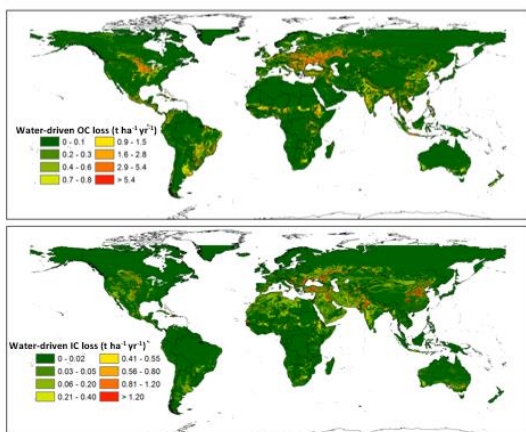 Water-driven OC loss (t ha-1 yr-1)
0 - 0.1
0.9 - 1.5
0.2 - 0.3
1.6 - 2.8
0.4 - 0.6
2.9 - 5.4
0.7 - 0.8
> 5.4
Water-driven IC loss (t ha-1 yr-1)
0 - 0.02
0.41 - 0.55
0.03 - 0.05
0.56 - 0.80
0.06 - 0.20
0.81 - 1.20
0.21 - 0.40
> 1.20